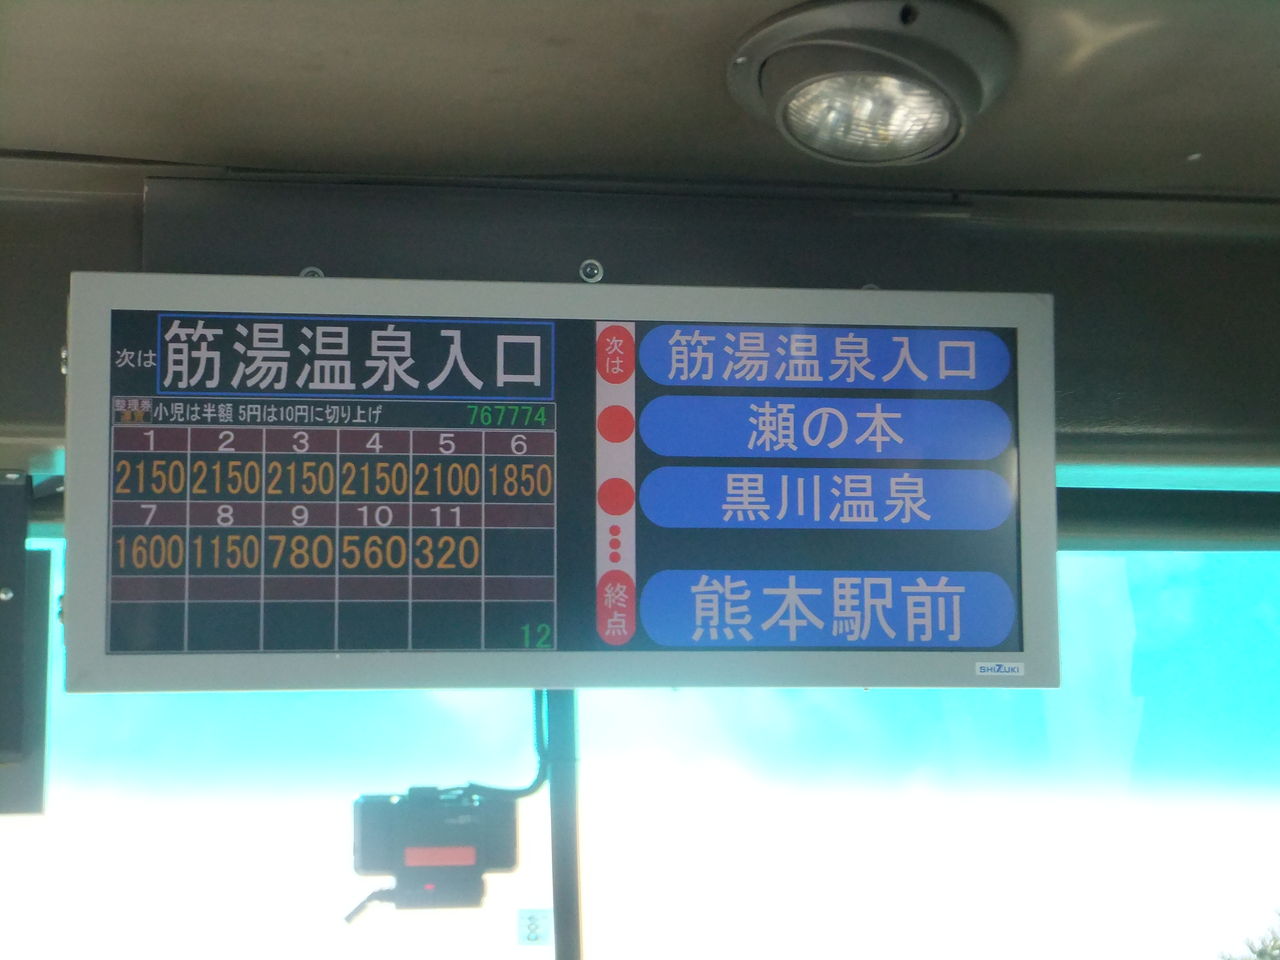 次は 筋湯温泉入口
整理券 小児は半額 5円は10円に切り上げ 767774
1 2 3 4 5 6
2150 2150 2150 2150 2100 1850
7 8 9 10 11
1600 1150 780 560 320
12
次は 筋湯温泉入口
瀬の本
黒川温泉
終点 熊本駅前
SHIZUKI